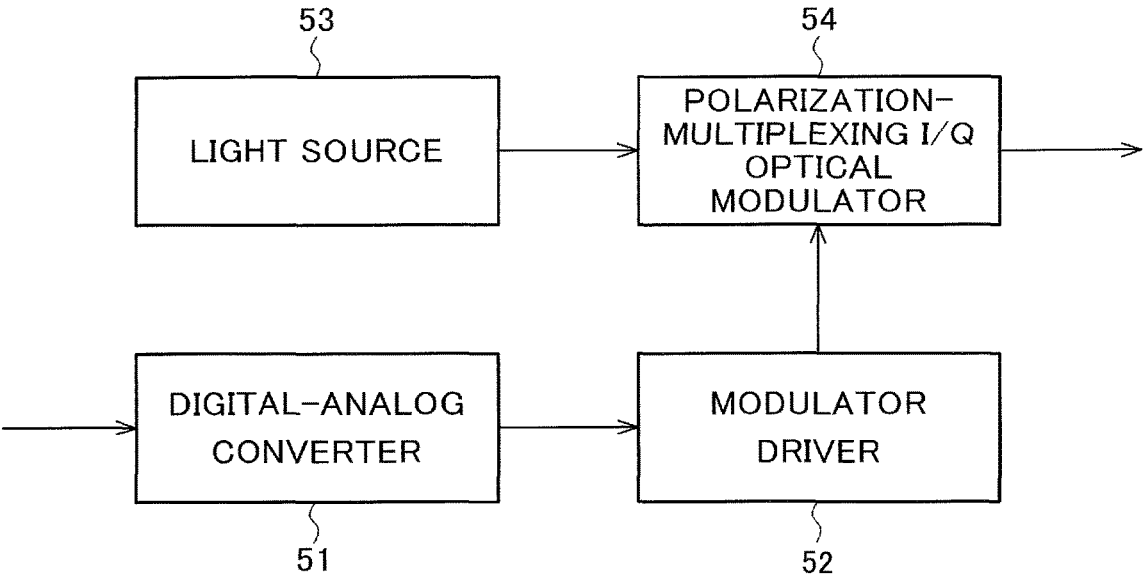 53
54
LIGHT SOURCE
POLARIZATION-
MULTIPLEXING I/Q
OPTICAL
MODULATOR
DIGITAL-ANALOG
CONVERTER
MODULATOR
DRIVER
51
52